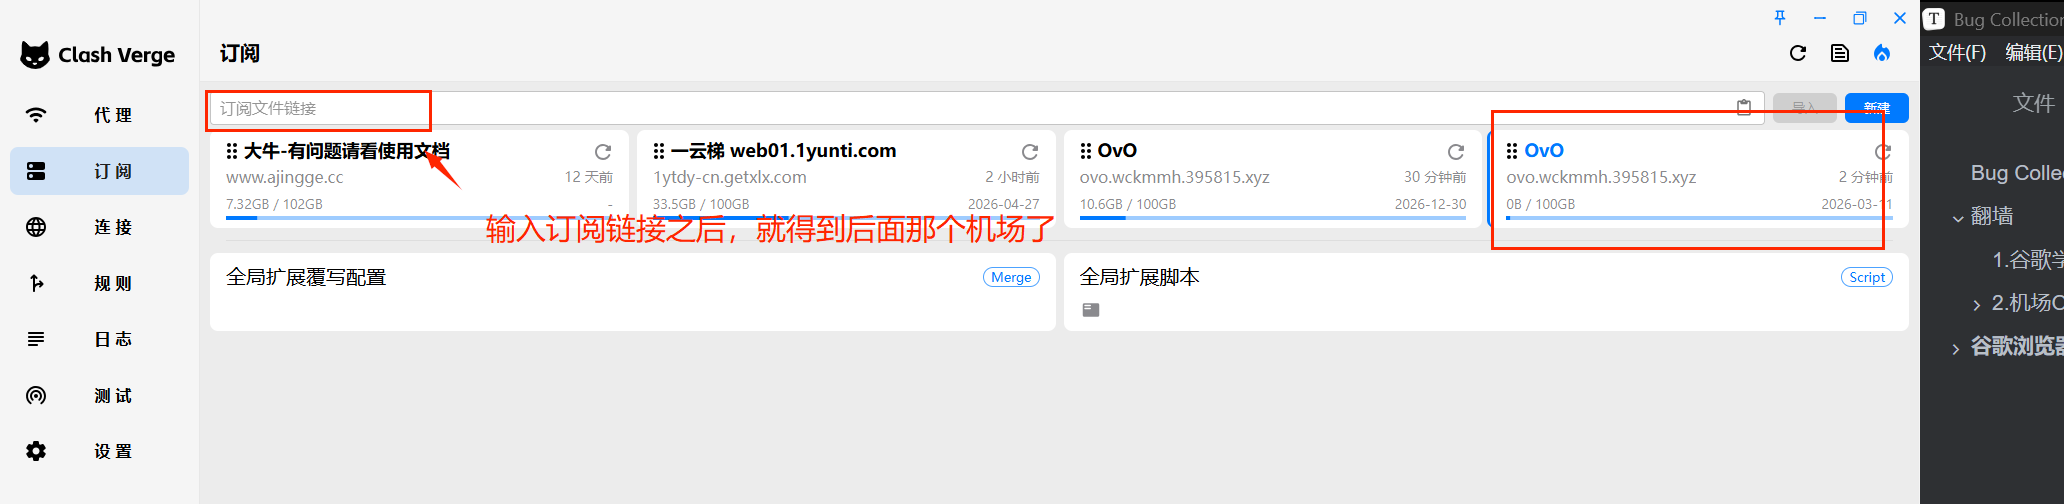 Clash Verge
代理
订阅
连接
规则
日志
测试
设置
订阅
订阅文件链接
导入
新建
大牛-有问题请看使用文档
www.ajingge.cc
12 天前
7.32GB / 102GB
-
一云梯 web01.1yunti.com
1ytdy-cn.getxlx.com
2 小时前
33.5GB / 100GB
2026-04-27
OvO
ovo.wckmmh.395815.xyz
30 分钟前
10.6GB / 100GB
2026-12-30
OvO
ovo.wckmmh.395815.xyz
2 分钟前
0B / 100GB
2026-03-11
输入订阅链接之后，就得到后面那个机场了
全局扩展覆写配置
Merge
全局扩展脚本
Script
T
Bug Collection
文件(F) 编辑(E)
文件
Bug Colle
翻墙
1.谷歌学
2.机场O
谷歌浏览器